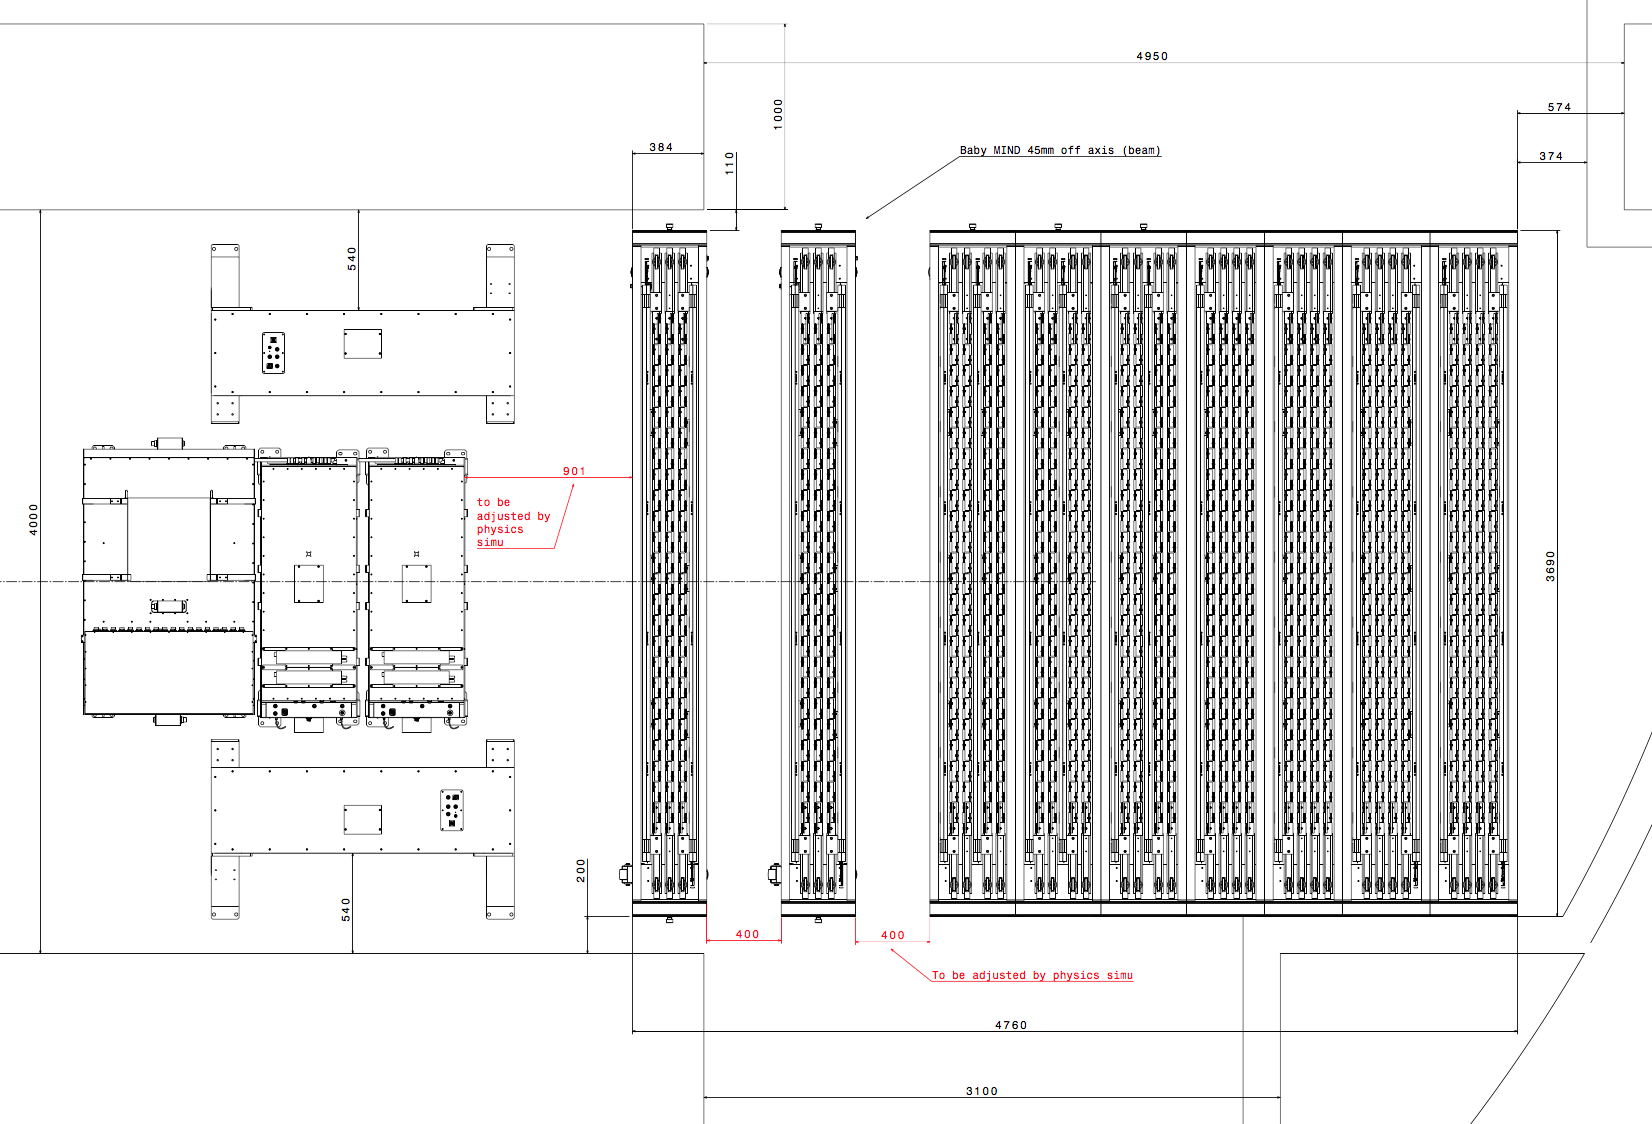 4950
574
1000
384
110
Baby MIND 45mm off axis (beam)
374
540
901
to be
adjusted by
physics
simu
4000
3690
200
540
400
400
To be adjusted by physics simu
4760
3100